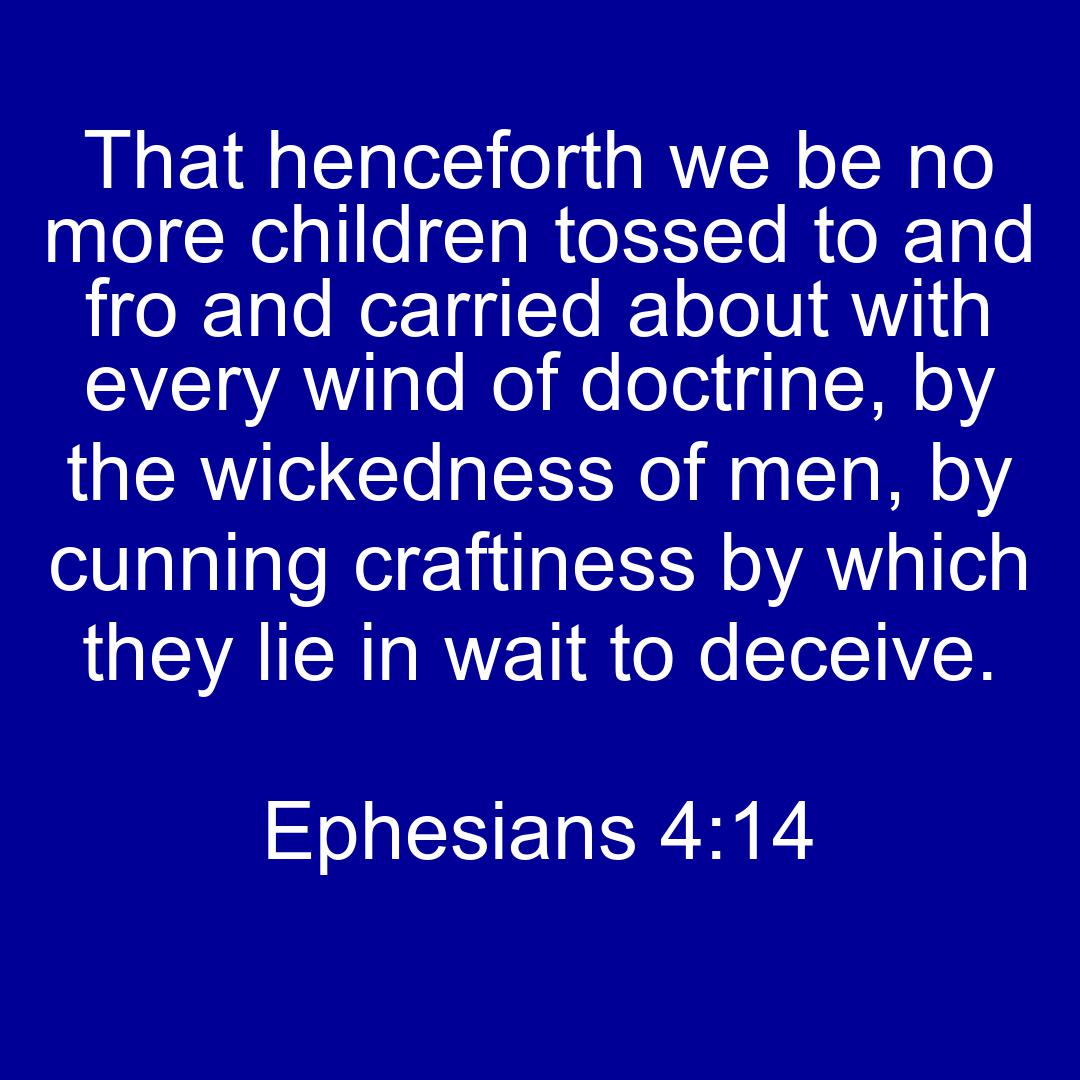 That henceforth we be no
more children tossed to and
fro and carried about with
every wind of doctrine, by
the wickedness of men, by
cunning craftiness by which
they lie in wait to deceive.
Ephesians 4:14